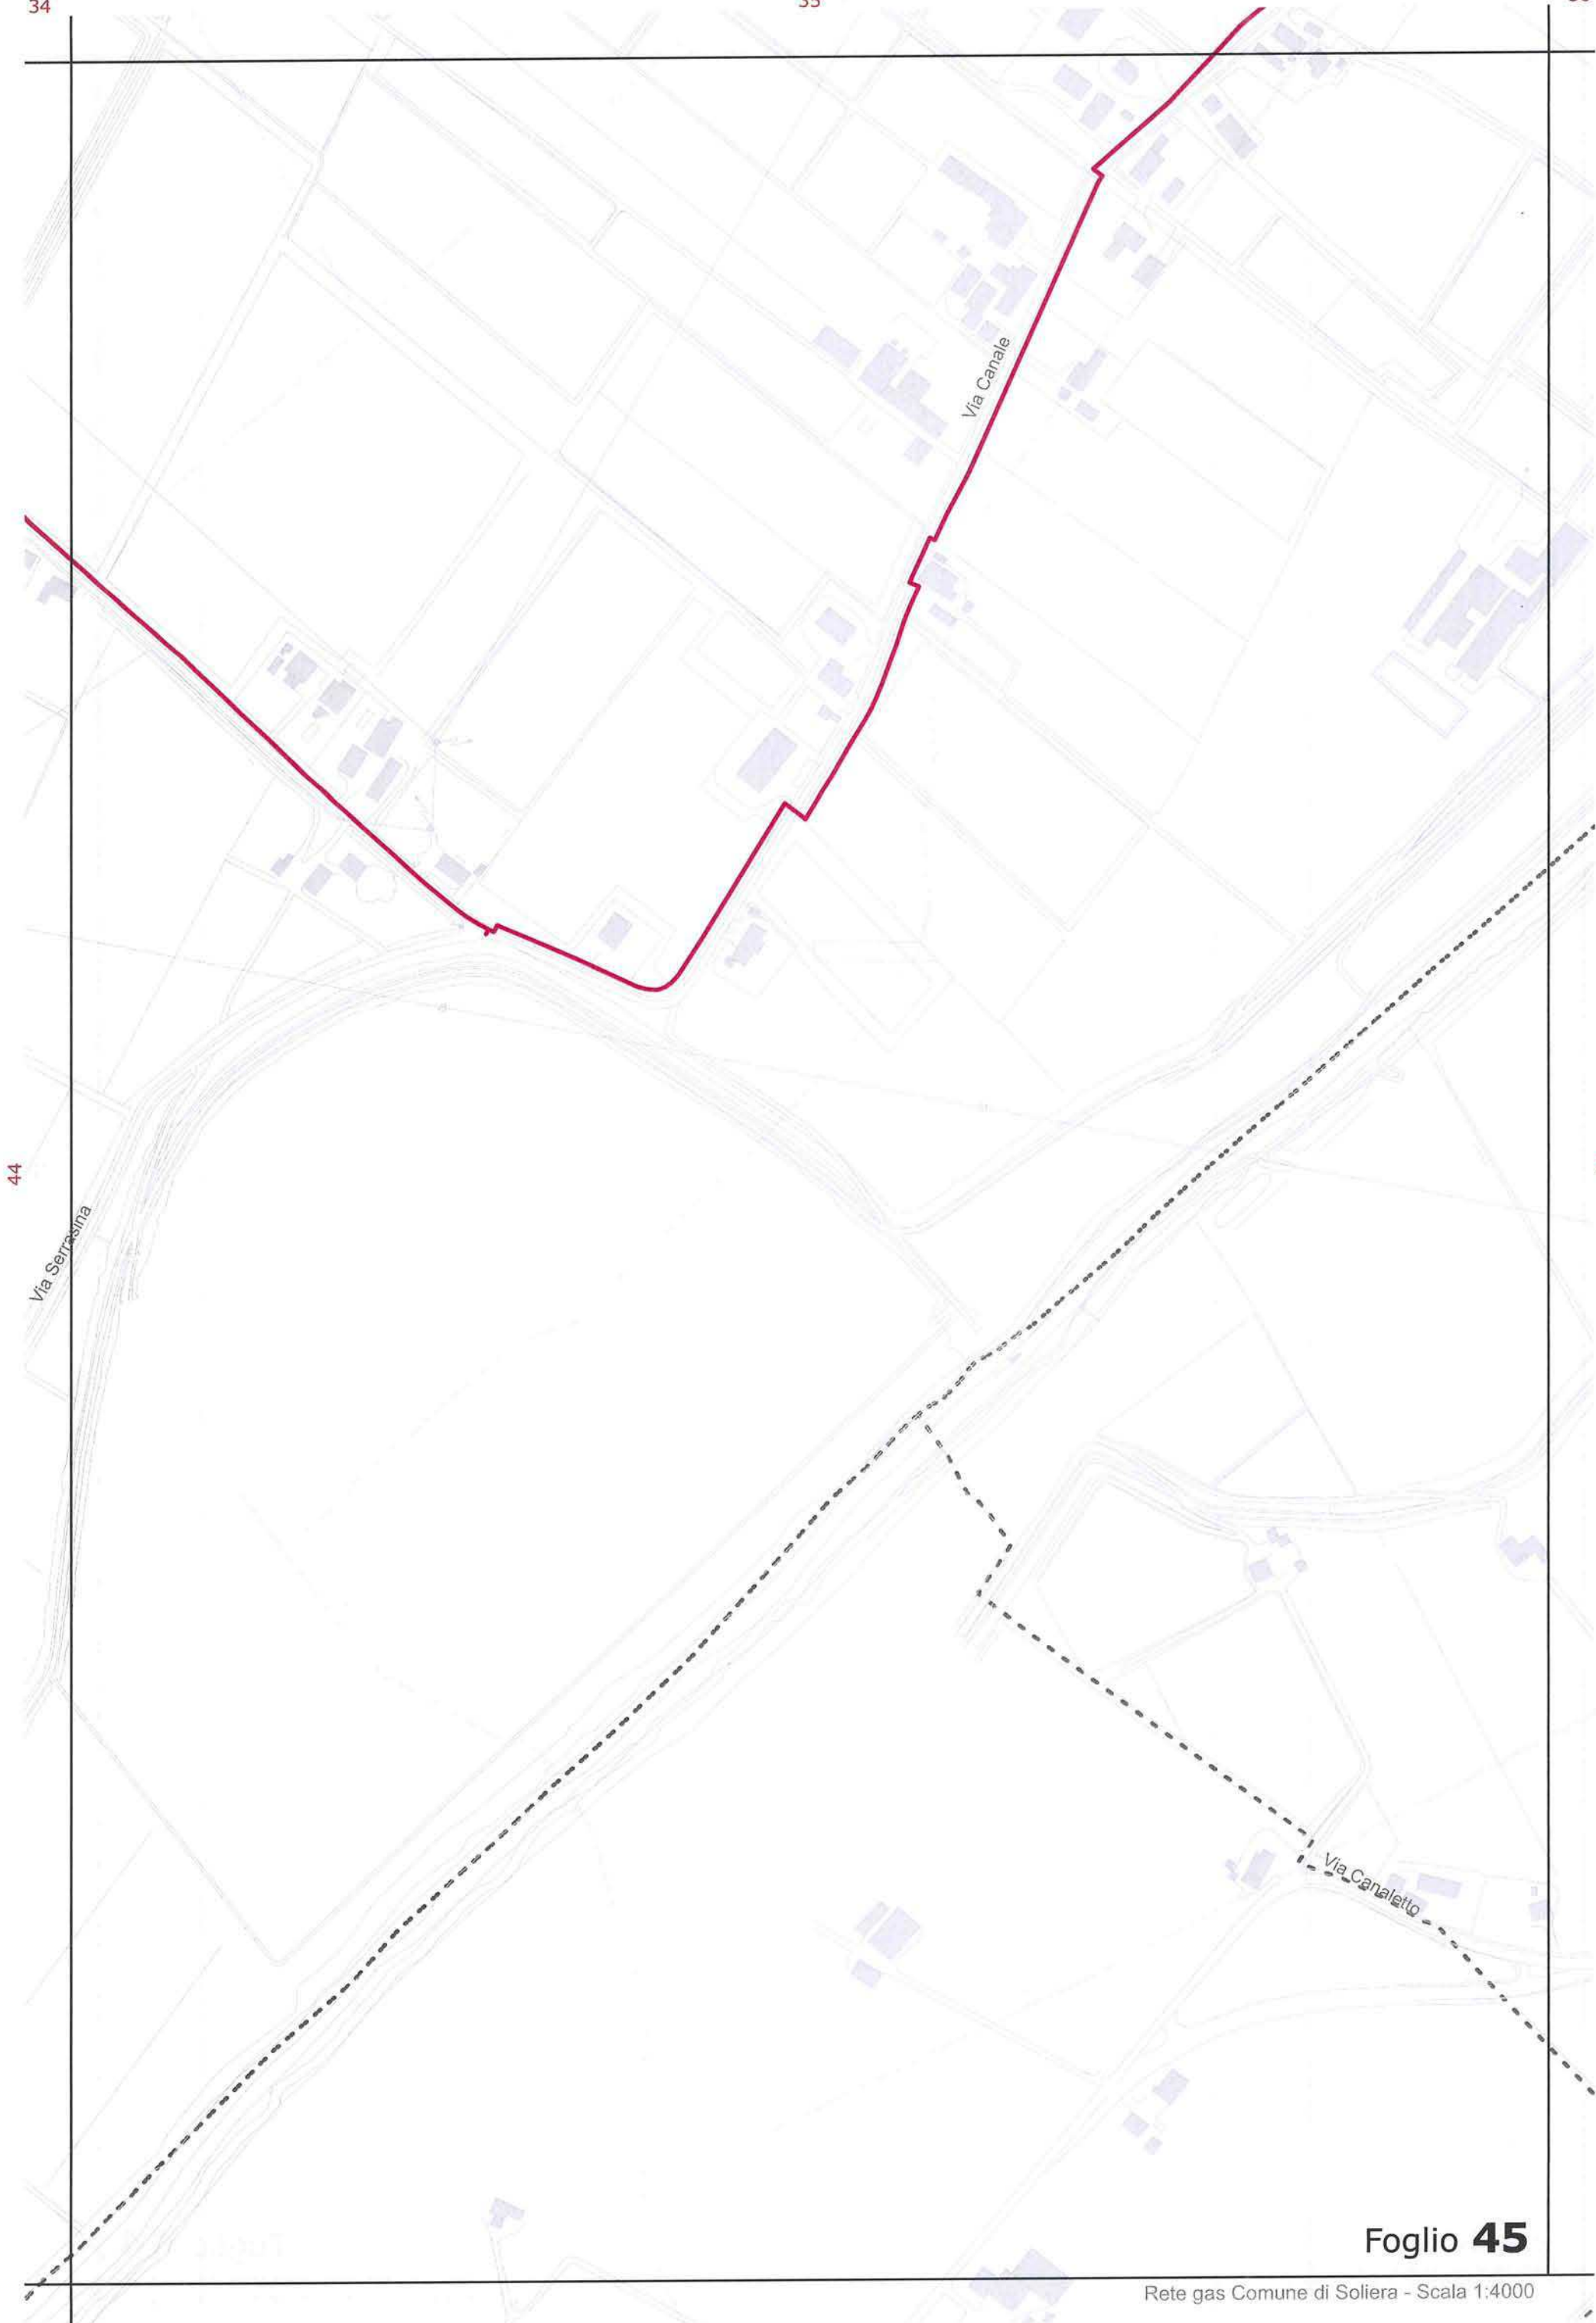 34
35
Via Canale
44
Via Serrasina
Via Canaletto
Foglio 45
Rete gas Comune di Soliera - Scala 1:4000